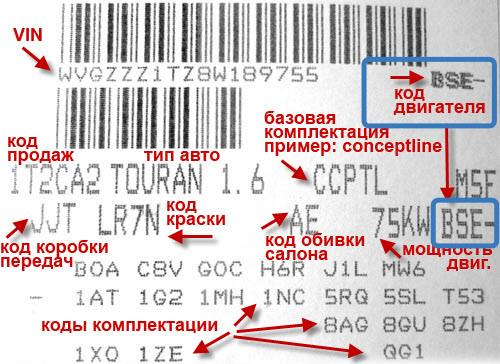 VIN
WVGZZZ1TZ8W189755
BSE-
код двигателя
код продаж
тип авто
базовая комплектация
пример: conceptline
1T2CA2 TOURAN 1.6 CCPTL M5F
JJT LR7N AE 75KW BSE-
код краски
код коробки передач
код обивки салона
мощность двиг.
B0A C8V G0C H6R J1L MW6
- 1AT 1G2 1MH 1NC 5RQ 5SL T53
коды комплектации
8AG 8GU 8ZH
1X0 1ZE QG1